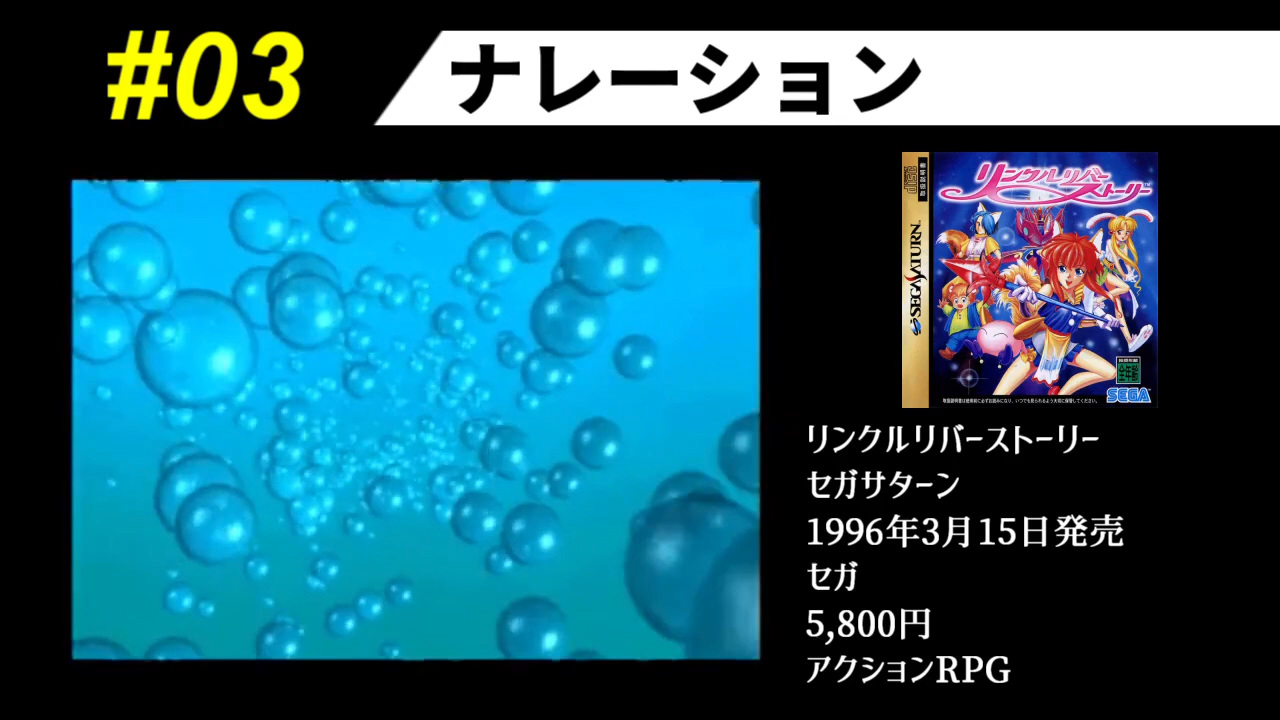 #03
ナレーション
リンクルリバー
ストーリー
SEGA SATURN
SEGA
リンクルリバーストーリー
セガサターン
1996年3月15日発売
セガ
5,800円
アクションRPG